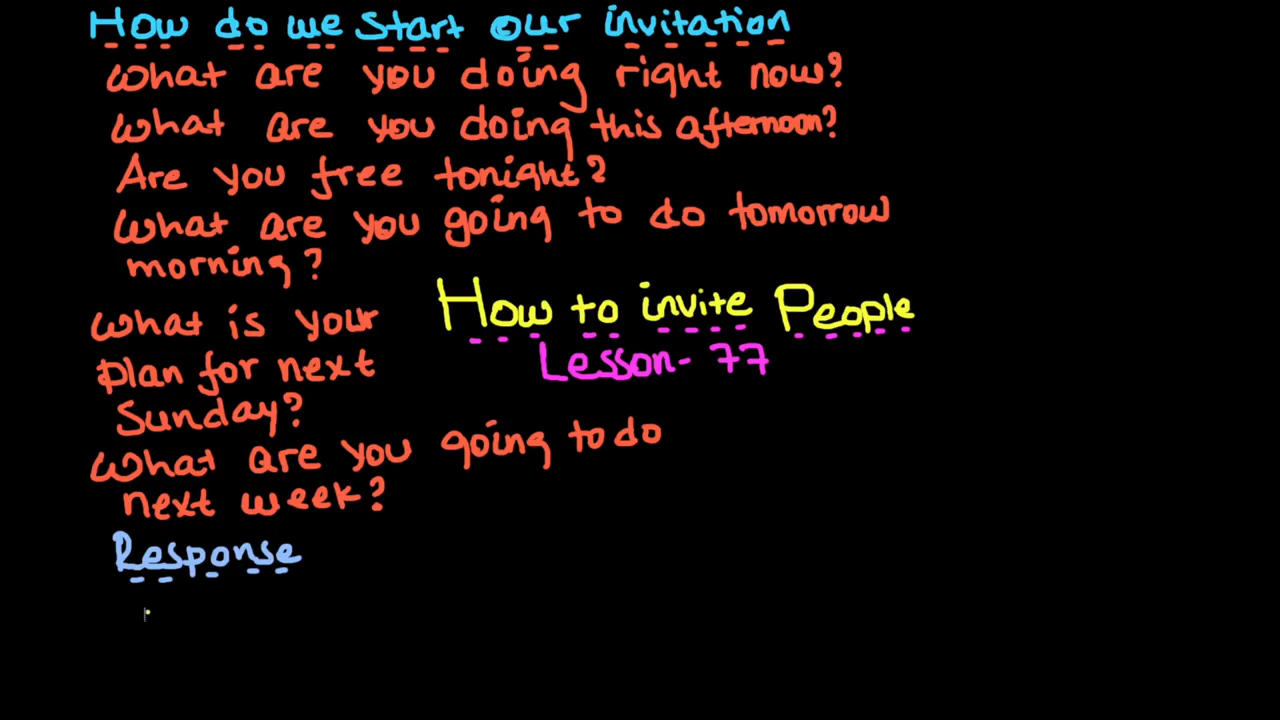 How do we start our invitation
What are you doing right now?
What are you doing this afternoon?
Are you free tonight?
What are you going to do tomorrow
morning?
How to invite People
Lesson-77
What is your
Plan for next
Sunday?
What are you going to do
next week?
Response